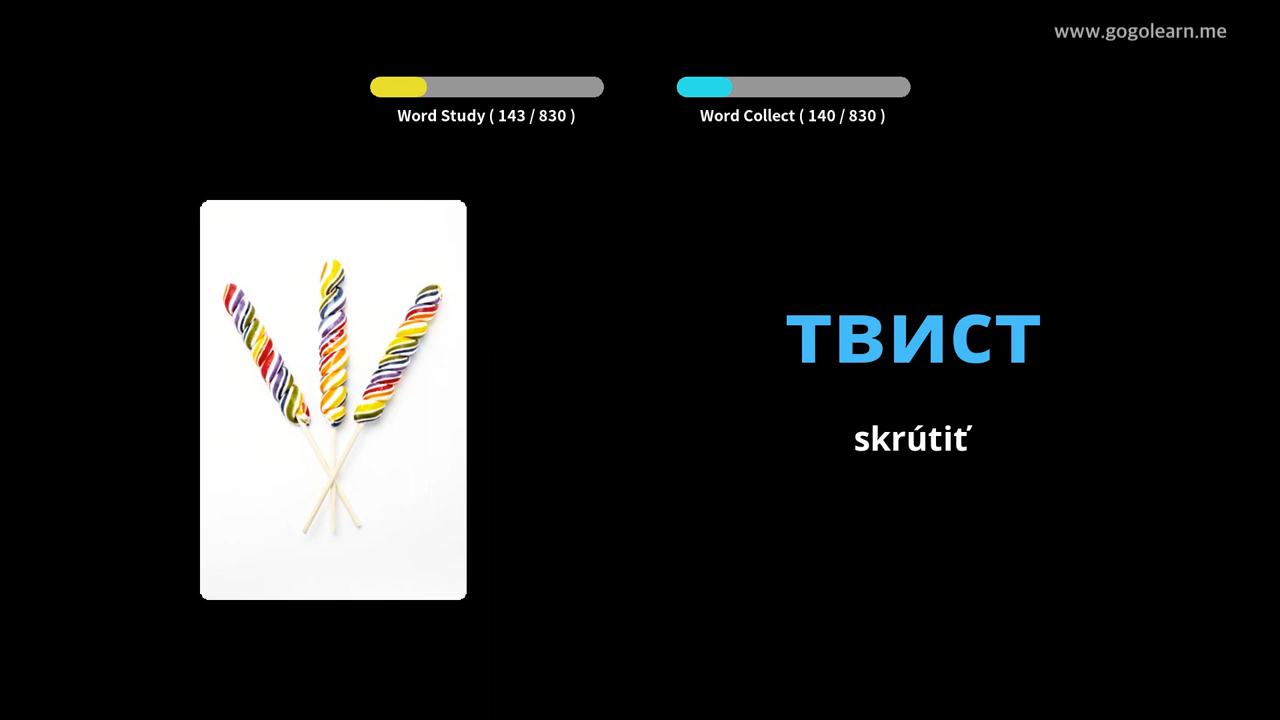 www.gogolearn.me
Word Study ( 143 / 830 )
Word Collect ( 140 / 830 )
твист
skrútiť